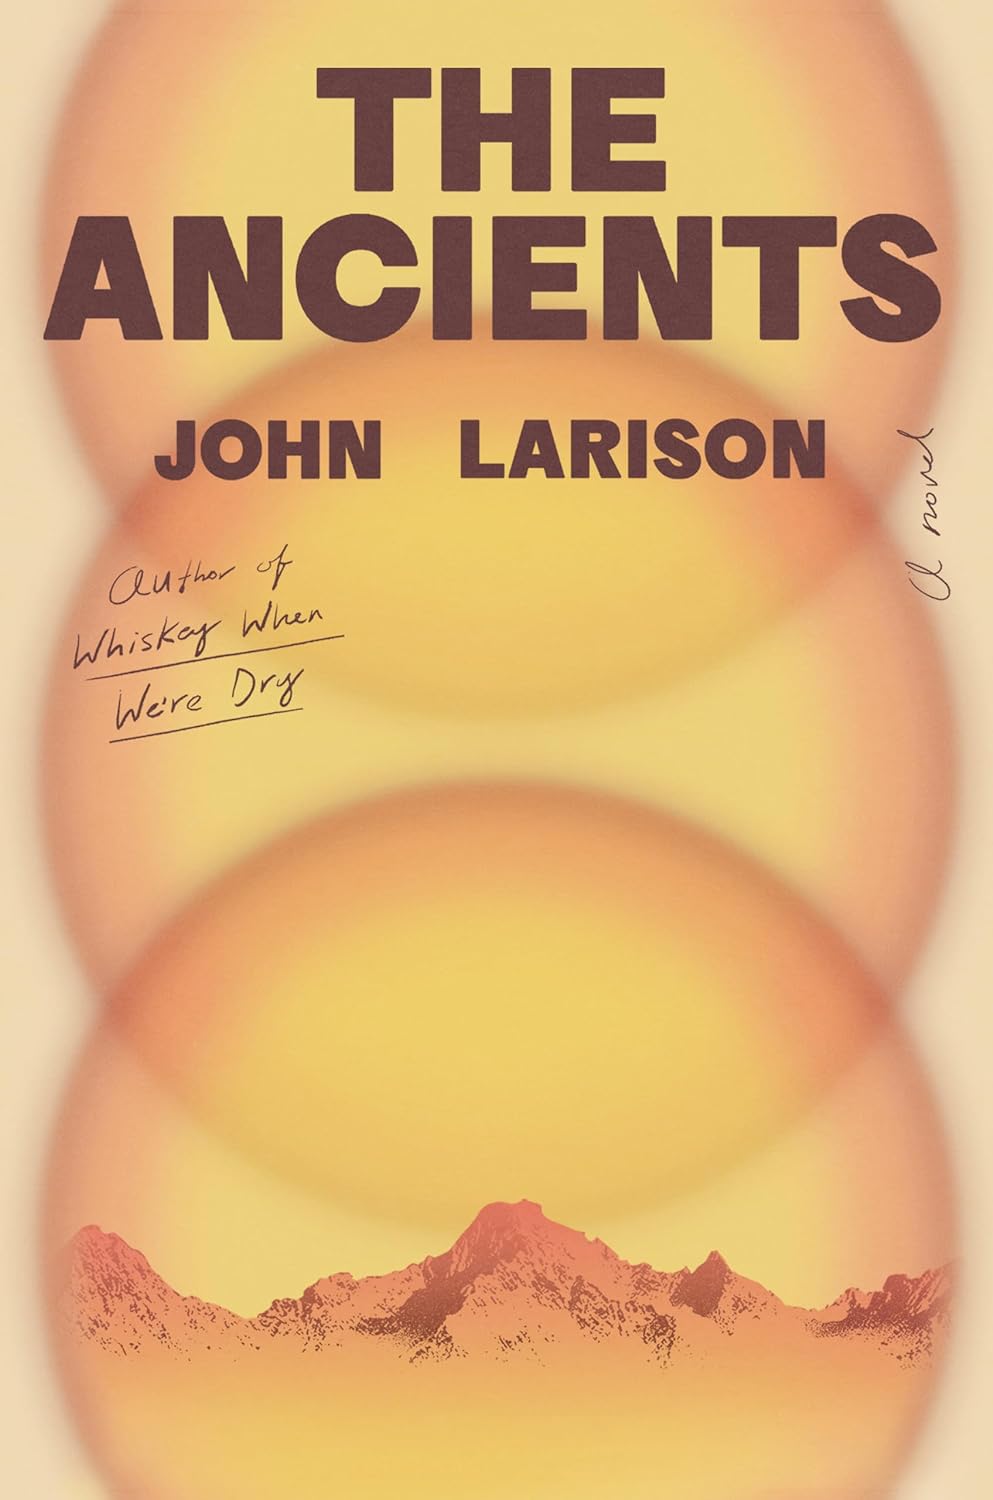 THE
ANCIENTS
JOHN LARISON
a novel
Author of
Whiskey When
We're Dry